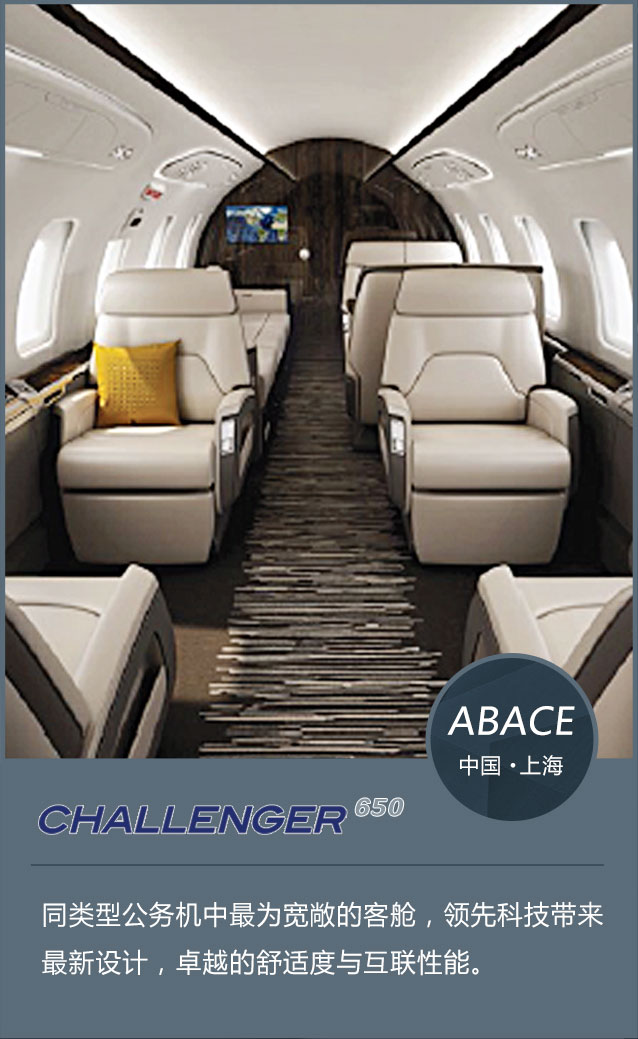 ABACE
中国·上海
CHALLENGER 650
同类型公务机中最为宽敞的客舱，领先科技带来
最新设计，卓越的舒适度与互联性能。